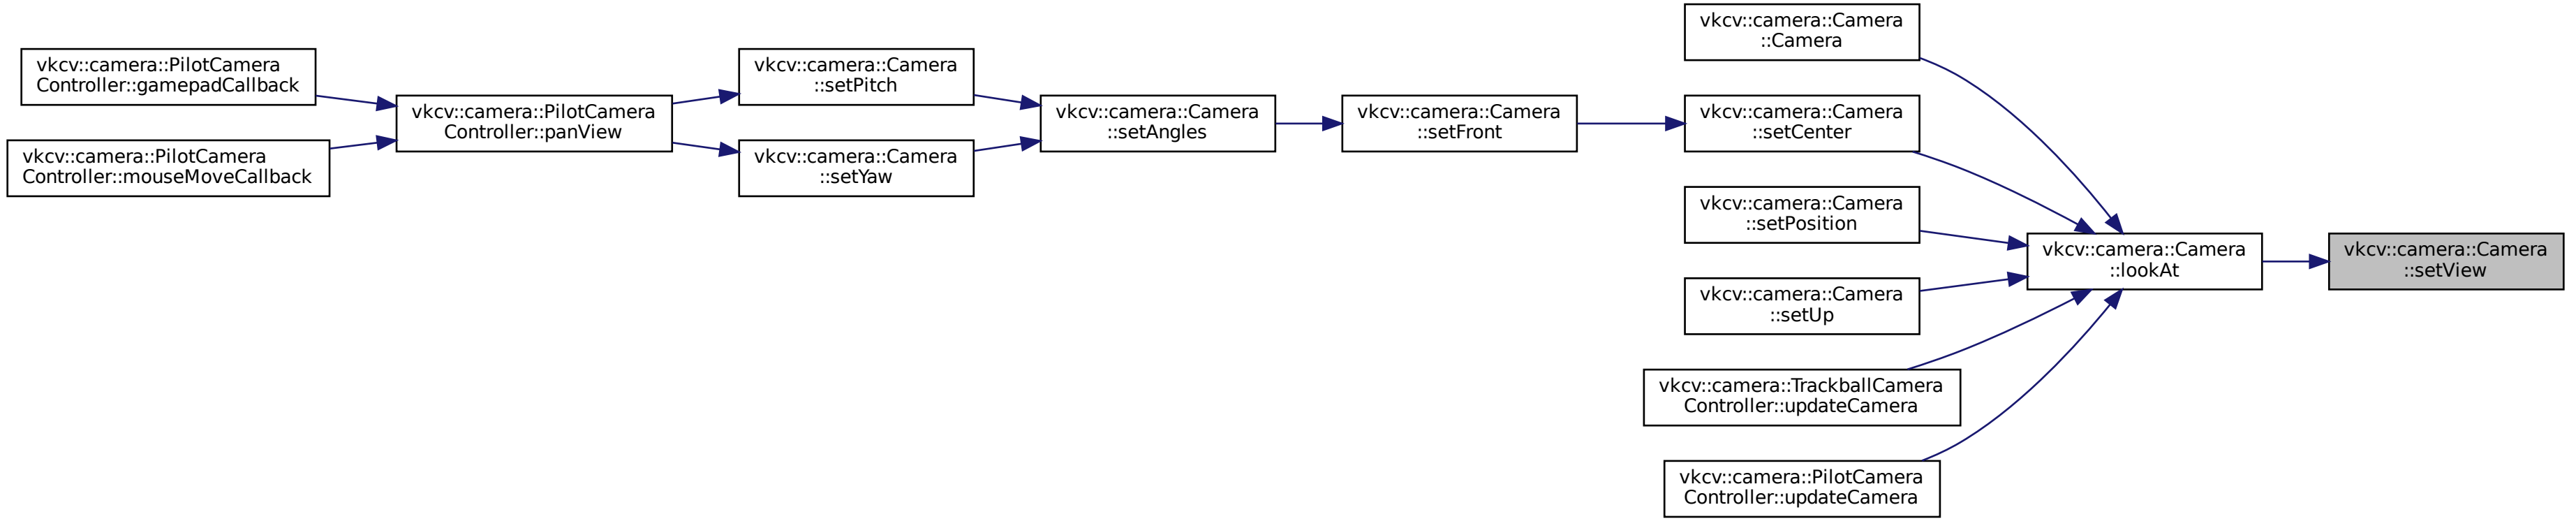 vkcv::camera::PilotCamera
Controller::gamepadCallback
vkcv::camera::PilotCamera
Controller::mouseMoveCallback
vkcv::camera::PilotCamera
Controller::panView
vkcv::camera::Camera
::setPitch
vkcv::camera::Camera
::setYaw
vkcv::camera::Camera
::setAngles
vkcv::camera::Camera
::setFront
vkcv::camera::Camera
::Camera
vkcv::camera::Camera
::setCenter
vkcv::camera::Camera
::setPosition
vkcv::camera::Camera
::setUp
vkcv::camera::TrackballCamera
Controller::updateCamera
vkcv::camera::PilotCamera
Controller::updateCamera
vkcv::camera::Camera
::lookAt
vkcv::camera::Camera
::setView